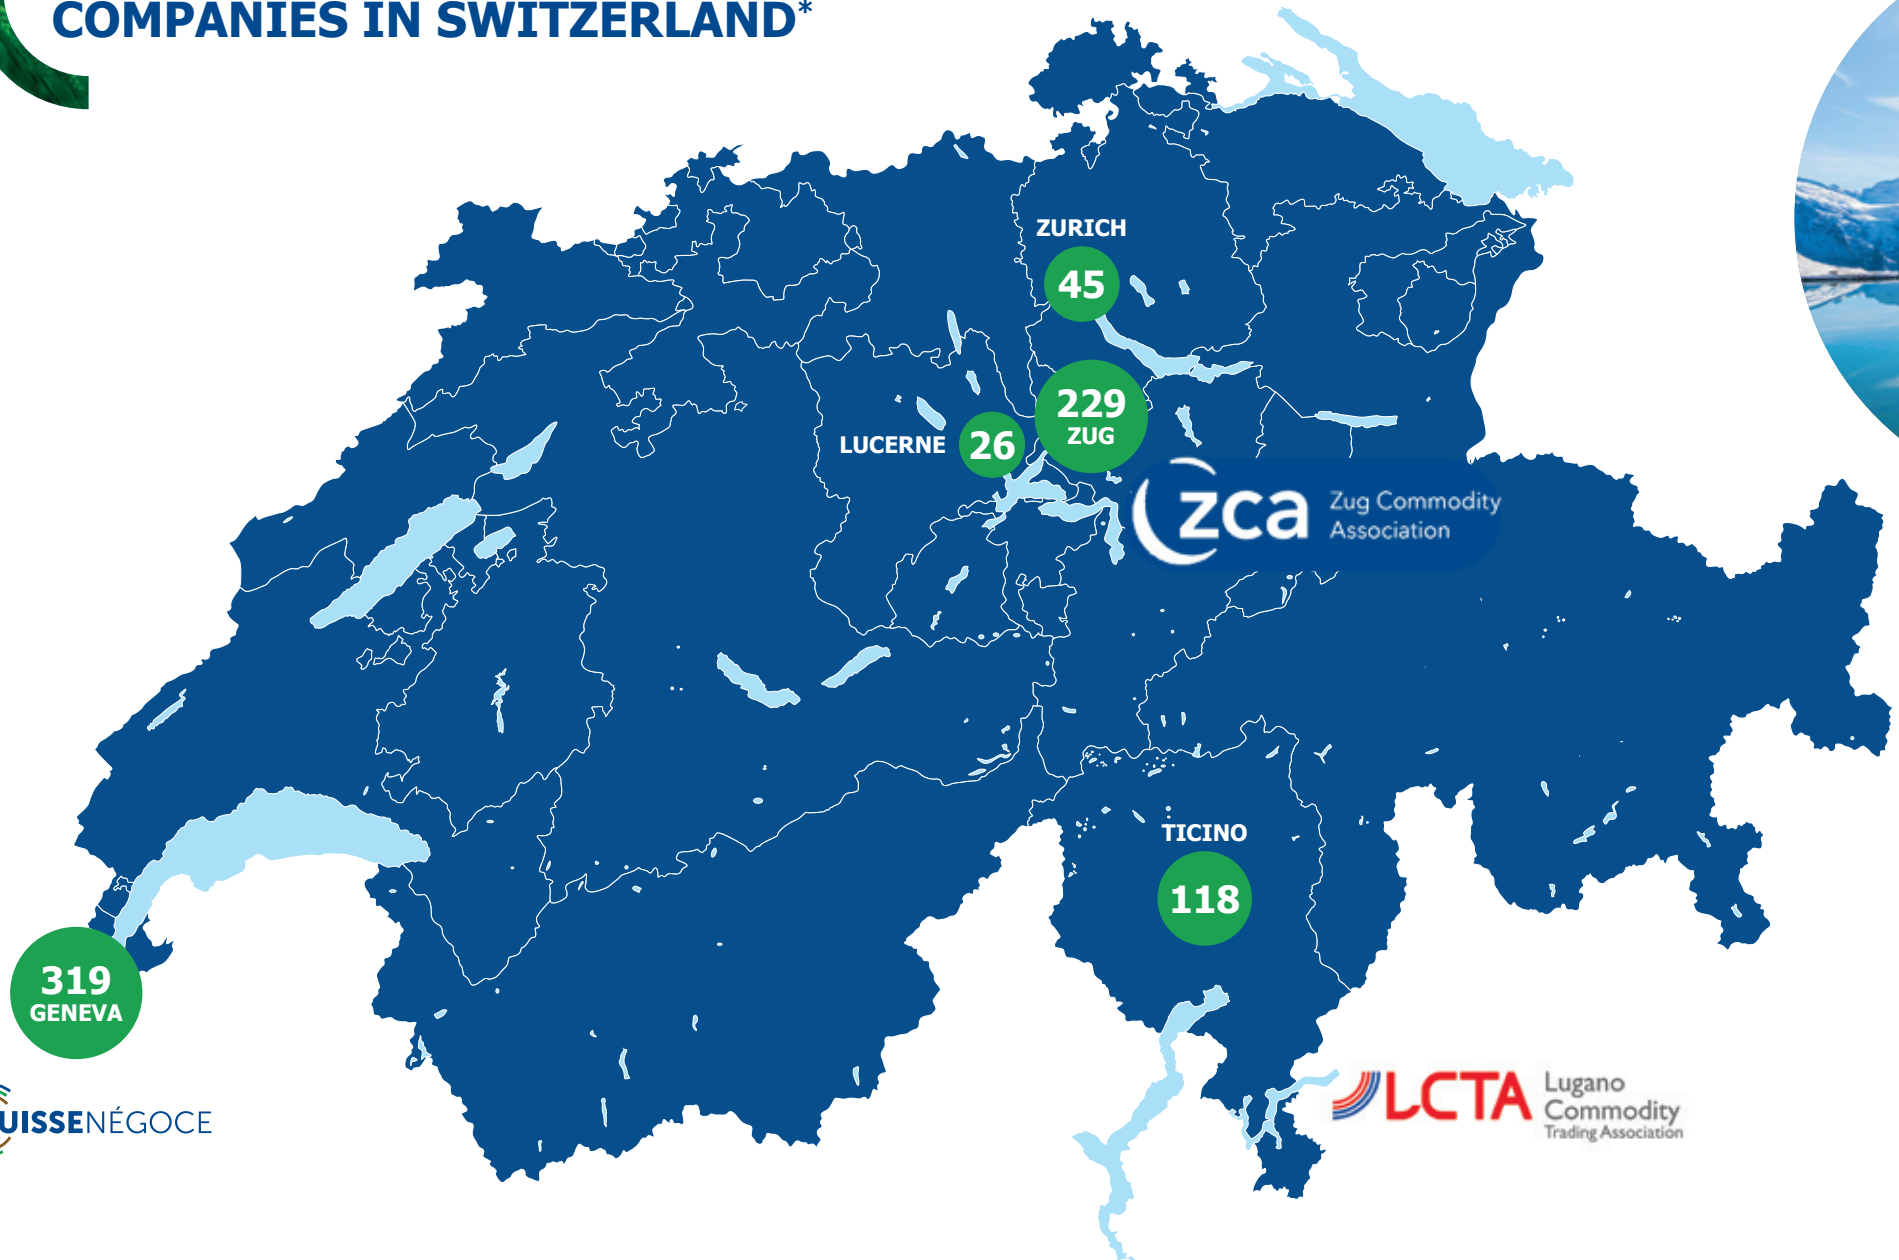 COMPANIES IN SWITZERLAND*
ZURICH
45
229
ZUG
LUCERNE
26
zca
Zug Commodity
Association
TICINO
118
319
GENEVA
UISSENÉGOCE
LCTA
Lugano
Commodity
Trading Association